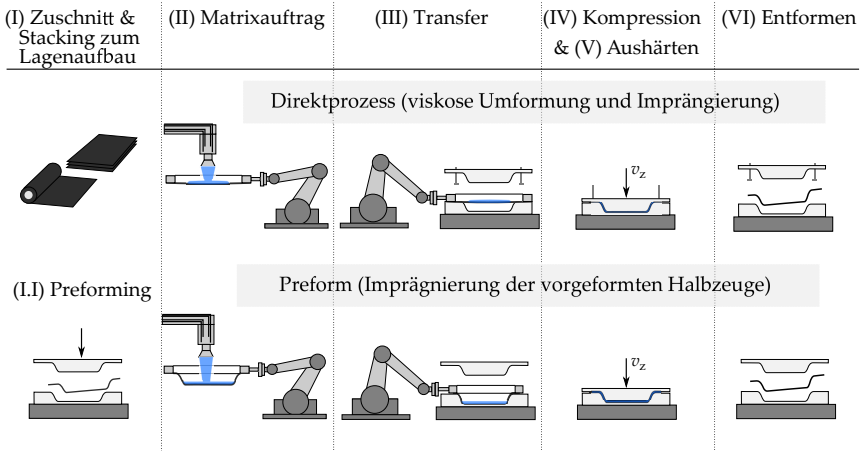 (I) Zuschnitt &
Stacking zum
Lagenaufbau
(II) Matrixauftrag
(III) Transfer
(IV) Kompression
& (V) Aushärten
(VI) Entformen
Direktprozess (viskose Umformung und Imprängierung)
v_z
(I.I) Preforming
Preform (Imprägnierung der vorgeformten Halbzeuge)
v_z